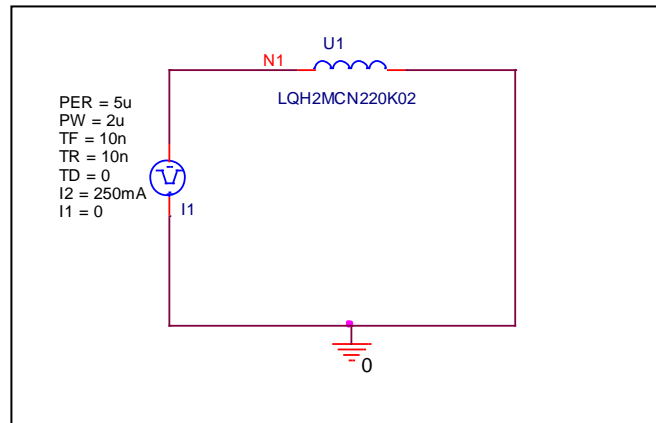 U1
N1
LQH2MCN220K02
PER = 5u
PW = 2u
TF = 10n
TR = 10n
TD = 0
I2 = 250mA
I1 = 0
I1
0